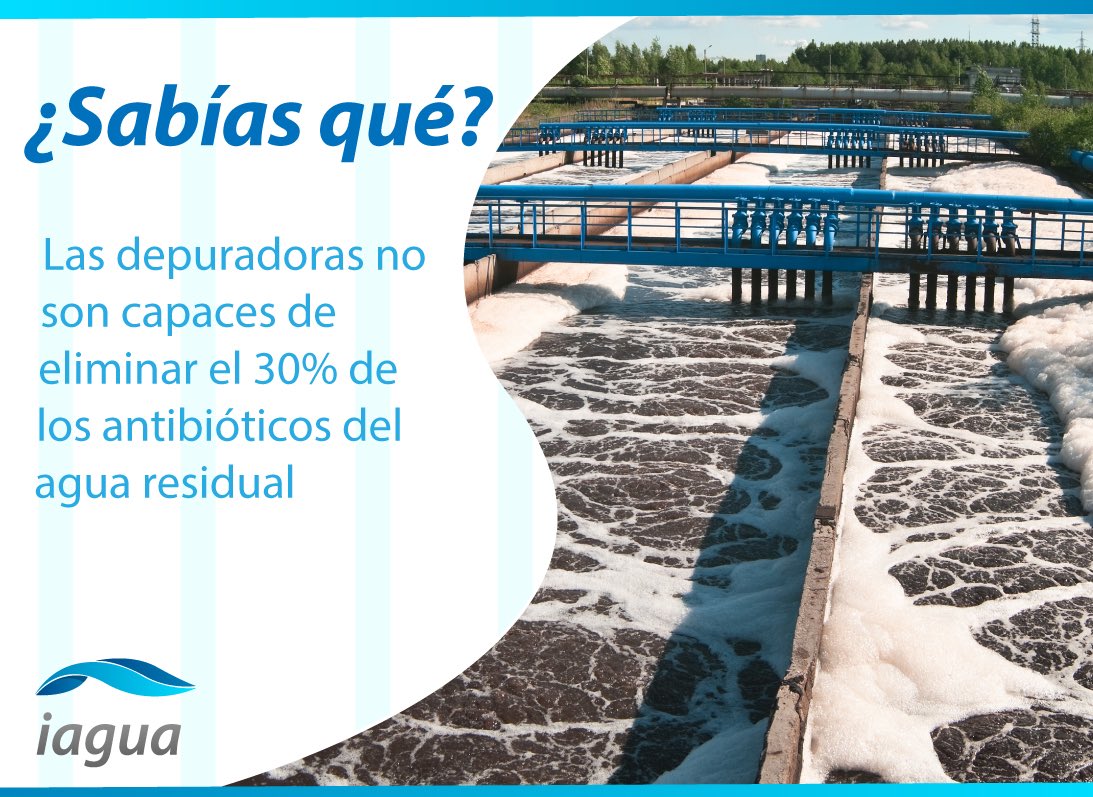 ¿Sabías qué?
Las depuradoras no
son capaces de
eliminar el 30% de
los antibióticos del
agua residual
iagua